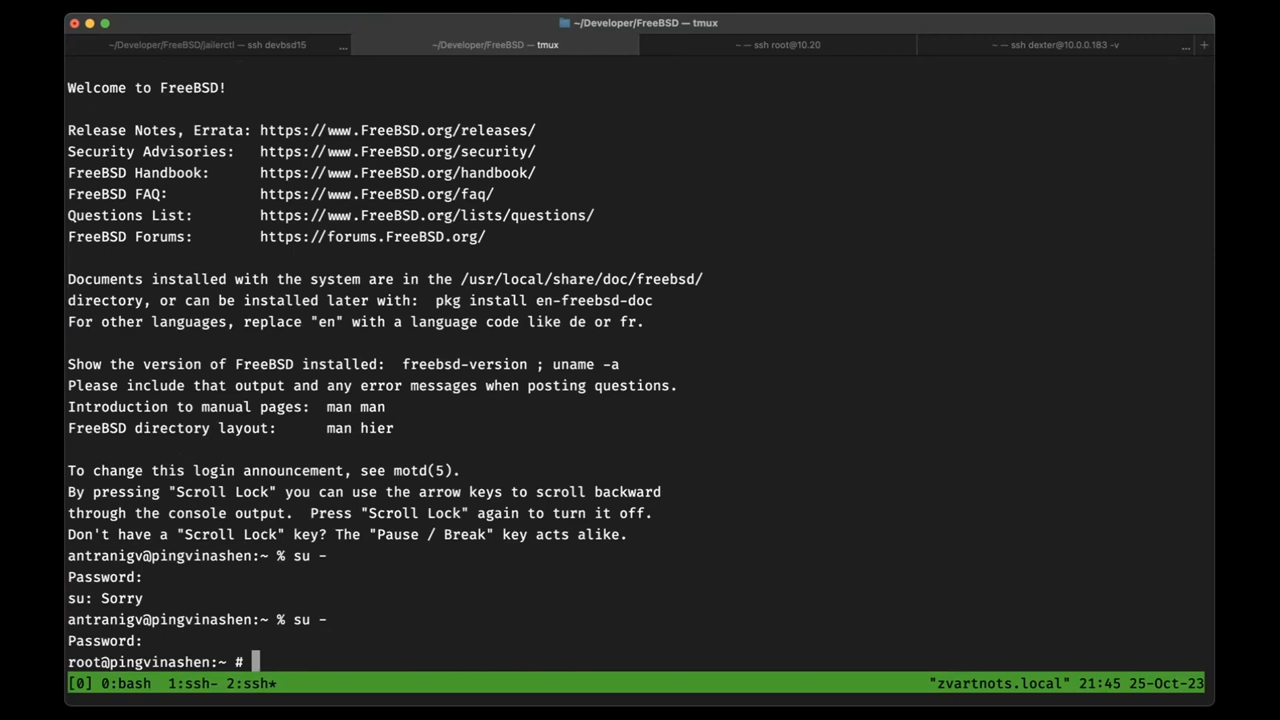 ~/Developer/FreeBSD — tmux
~/Developer/FreeBSD/jailerctl — ssh devbsd15 ...
~/Developer/FreeBSD — tmux
~ — ssh root@10.20
~ — ssh dexter@10.0.0.183 -v ... +
Welcome to FreeBSD!
Release Notes, Errata: https://www.FreeBSD.org/releases/
Security Advisories: https://www.FreeBSD.org/security/
FreeBSD Handbook: https://www.FreeBSD.org/handbook/
FreeBSD FAQ: https://www.FreeBSD.org/faq/
Questions List: https://www.FreeBSD.org/lists/questions/
FreeBSD Forums: https://forums.FreeBSD.org/
Documents installed with the system are in the /usr/local/share/doc/freebsd/
directory, or can be installed later with: pkg install en-freebsd-doc
For other languages, replace "en" with a language code like de or fr.
Show the version of FreeBSD installed: freebsd-version ; uname -a
Please include that output and any error messages when posting questions.
Introduction to manual pages: man man
FreeBSD directory layout: man hier
To change this login announcement, see motd(5).
By pressing "Scroll Lock" you can use the arrow keys to scroll backward
through the console output. Press "Scroll Lock" again to turn it off.
Don't have a "Scroll Lock" key? The "Pause / Break" key acts alike.
antranigv@pingvinashen:~ % su -
Password:
su: Sorry
antranigv@pingvinashen:~ % su -
Password:
root@pingvinashen:~ #
[0] 0:bash 1:ssh- 2:ssh* "zvartnots.local" 21:45 25-Oct-23